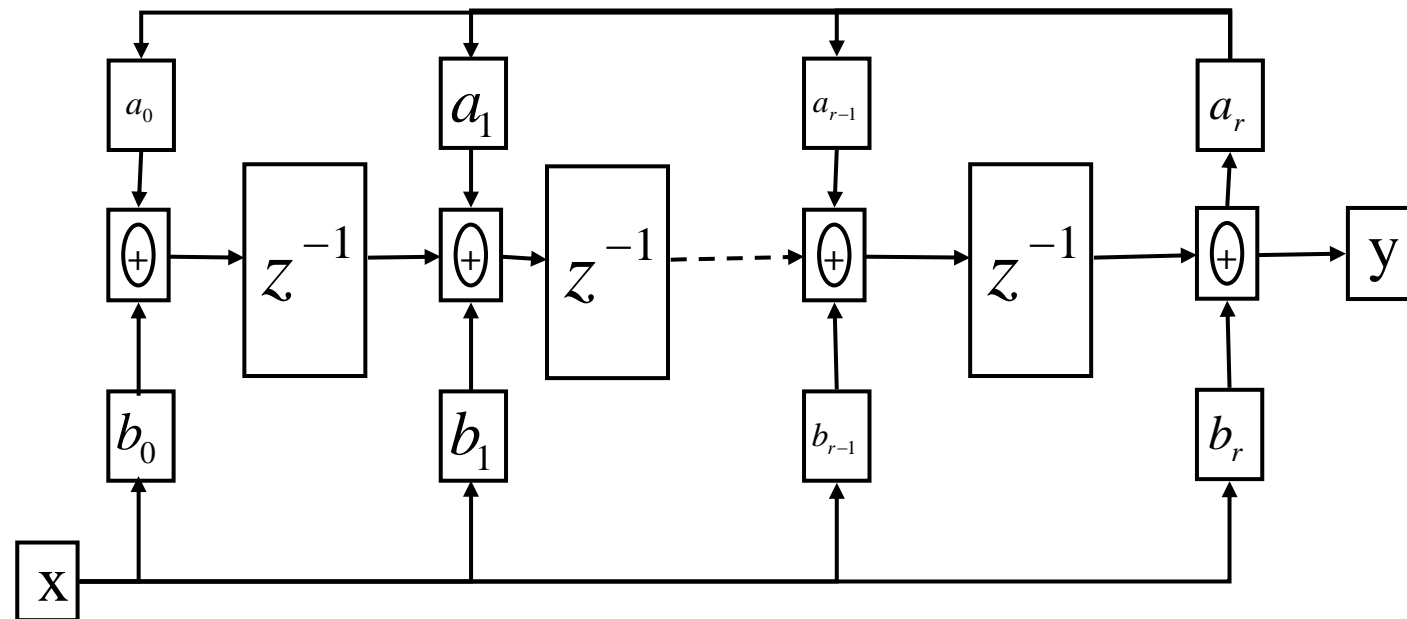 a₀ a₁ aᵣ₋₁ aᵣ
+ z⁻¹ + z⁻¹ + z⁻¹ + y
b₀ b₁ bᵣ₋₁ bᵣ
x